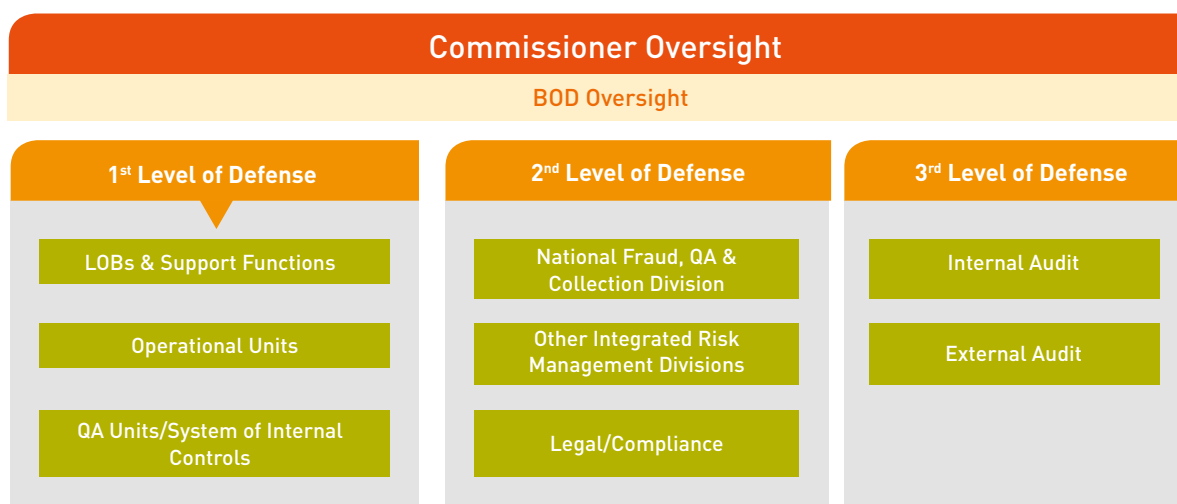 Commissioner Oversight
BOD Oversight
1st Level of Defense
LOBs & Support Functions
Operational Units
QA Units/System of Internal
Controls
2nd Level of Defense
National Fraud, QA &
Collection Division
Other Integrated Risk
Management Divisions
Legal/Compliance
3rd Level of Defense
Internal Audit
External Audit